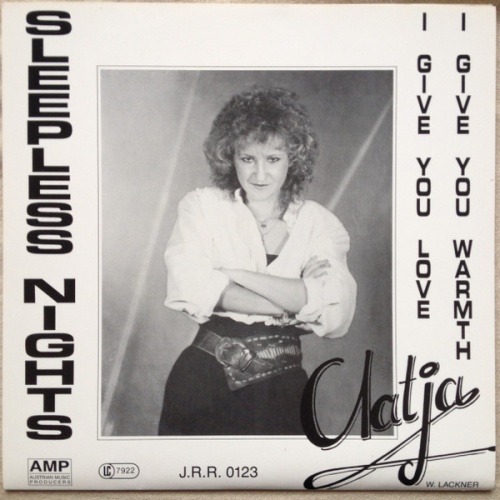 SLEEPLESS NIGHTS
I GIVE YOU LOVE
I GIVE YOU WARMTH
Catja
W. LACKNER
AMP
AUSTRIAN MUSIC
PRODUCERS
LC 7922
J.R.R. 0123